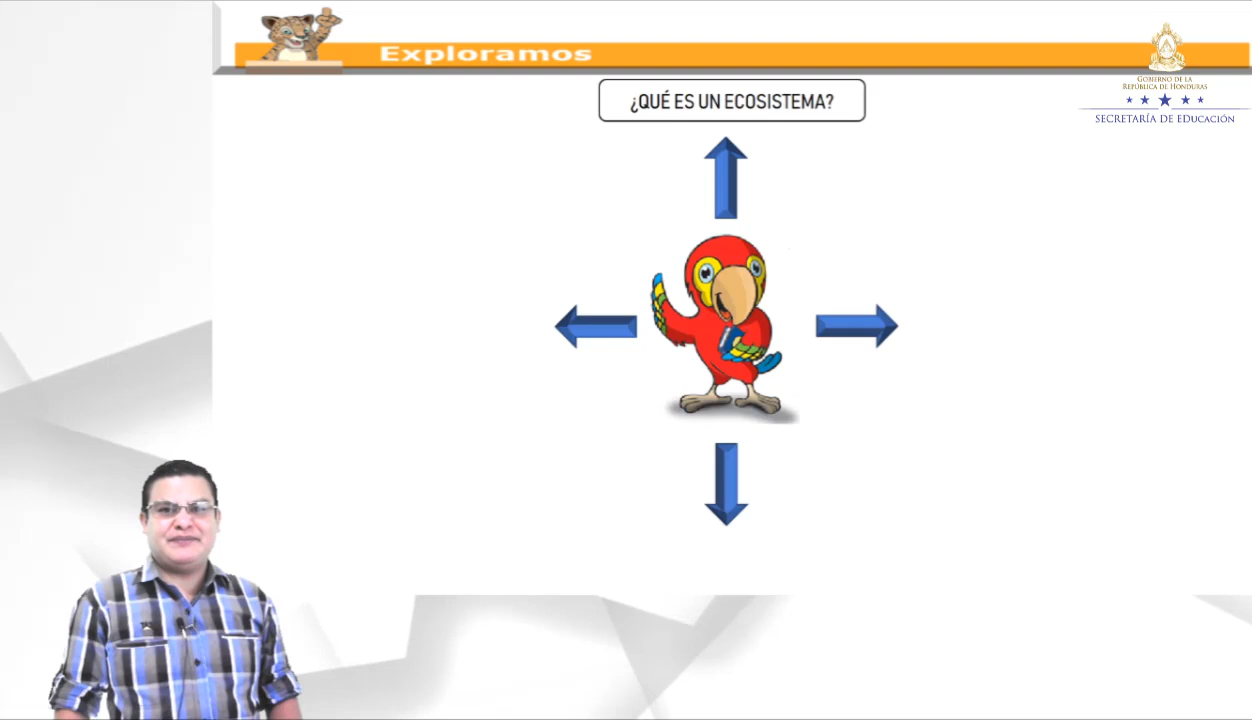 Exploramos
¿QUÉ ES UN ECOSISTEMA?
GOBIERNO DE LA
REPÚBLICA DE HONDURAS
SECRETARÍA DE EDUCACIÓN